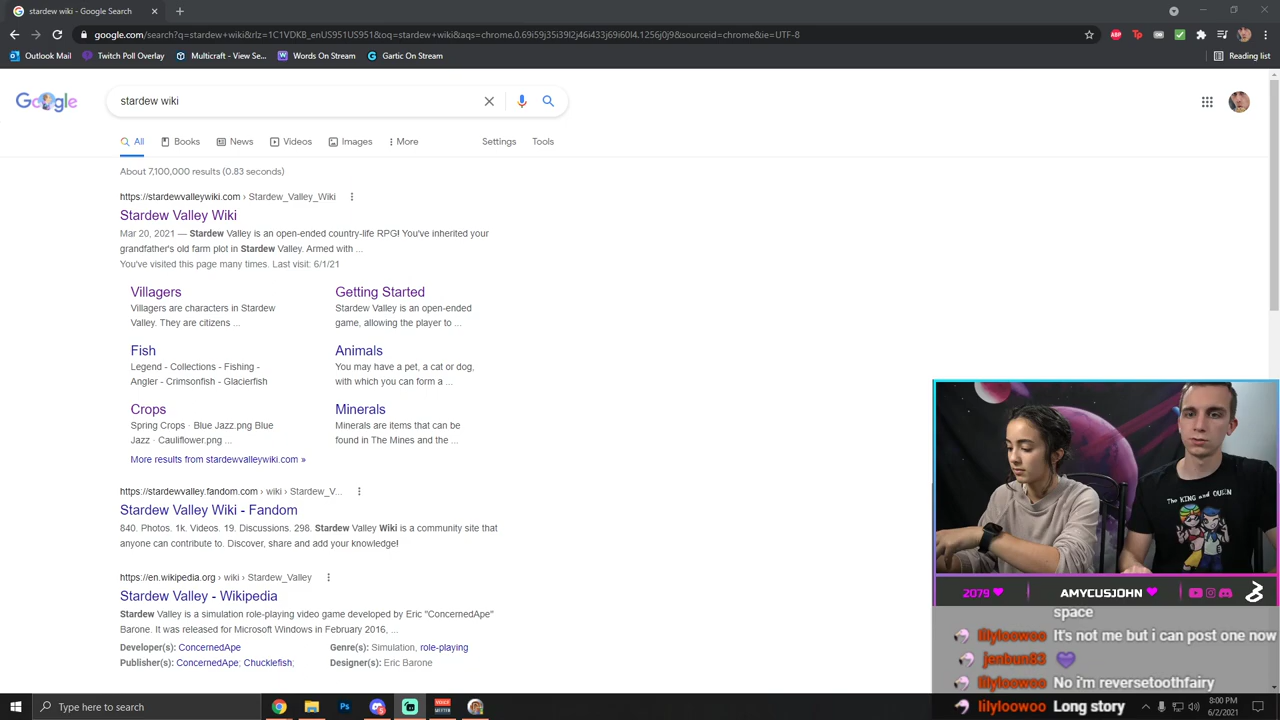 stardew wiki - Google Search
google.com/search?q=stardew+wiki&rlz=1C1VDKB_enUS951US951&oq=stardew+wiki&aqs=chrome.0.69i59j35i39l2j46i433j69i60l4.1256j0j9&sourceid=chrome&ie=UTF-8
Outlook Mail Twitch Poll Overlay Multicraft - View Se... Words On Stream Gartic On Stream Reading list
Google stardew wiki
All Books News Videos Images More Settings Tools
About 7,100,000 results (0.83 seconds)
https://stardewvalleywiki.com › Stardew_Valley_Wiki
Stardew Valley Wiki
Mar 20, 2021 — Stardew Valley is an open-ended country-life RPG! You've inherited your
grandfather's old farm plot in Stardew Valley. Armed with ...
You've visited this page many times. Last visit: 6/1/21
Villagers
Villagers are characters in Stardew
Valley. They are citizens ...
Getting Started
Stardew Valley is an open-ended
game, allowing the player to ...
Fish
Legend - Collections - Fishing -
Angler - Crimsonfish - Glacierfish
Animals
You may have a pet, a cat or dog,
with which you can form a ...
Crops
Spring Crops · Blue Jazz.png Blue
Jazz · Cauliflower.png ...
Minerals
Minerals are items that can be
found in The Mines and the ...
More results from stardewvalleywiki.com »
https://stardewvalley.fandom.com › wiki › Stardew_V...
Stardew Valley Wiki - Fandom
840. Photos. 1k. Videos. 19. Discussions. 298. Stardew Valley Wiki is a community site that
anyone can contribute to. Discover, share and add your knowledge!
https://en.wikipedia.org › wiki › Stardew_Valley
Stardew Valley - Wikipedia
Stardew Valley is a simulation role-playing video game developed by Eric "ConcernedApe"
Barone. It was released for Microsoft Windows in February 2016, ...
Developer(s): ConcernedApe Genre(s): Simulation, role-playing
Publisher(s): ConcernedApe; Chucklefish; Designer(s): Eric Barone
The KING and QUEEN
2079 AMYCUSJOHN
space
lilyloowoo It's not me but i can post one now
jenbun83 💜
lilyloowoo No i'm reversetoothfairy
lilyloowoo Long story
Type here to search
8:00 PM
6/2/2021